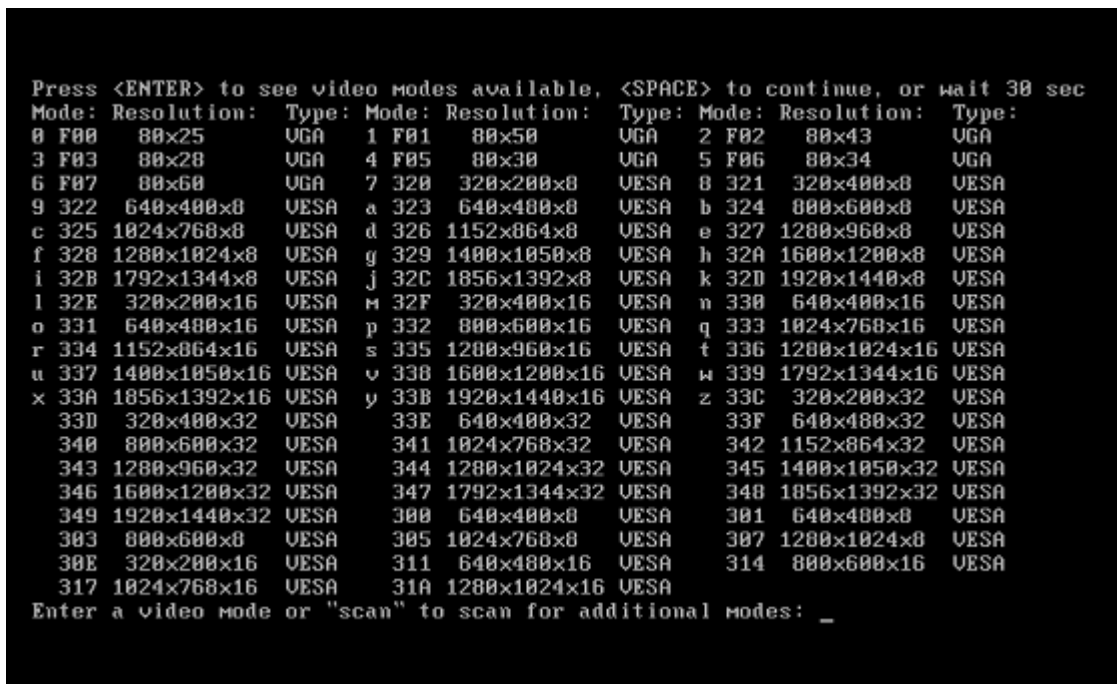 Press <ENTER> to see video modes available, <SPACE> to continue, or wait 30 sec
Mode: Resolution:  Type: Mode: Resolution:  Type: Mode: Resolution:  Type:
0 F00   80x25      VGA   1 F01   80x50      VGA   2 F02   80x43      VGA
3 F03   80x28      VGA   4 F05   80x30      VGA   5 F06   80x34      VGA
6 F07   80x60      VGA   7 320  320x200x8   VESA  8 321  320x400x8   VESA
9 322  640x400x8   VESA  a 323  640x480x8   VESA  b 324  800x600x8   VESA
c 325 1024x768x8   VESA  d 326 1152x864x8   VESA  e 327 1280x960x8   VESA
f 328 1280x1024x8  VESA  g 329 1400x1050x8  VESA  h 32A 1600x1200x8  VESA
i 32B 1792x1344x8  VESA  j 32C 1856x1392x8  VESA  k 32D 1920x1440x8  VESA
l 32E  320x200x16  VESA  m 32F  320x400x16  VESA  n 330  640x400x16  VESA
o 331  640x480x16  VESA  p 332  800x600x16  VESA  q 333 1024x768x16  VESA
r 334 1152x864x16  VESA  s 335 1280x960x16  VESA  t 336 1280x1024x16 VESA
u 337 1400x1050x16 VESA  v 338 1600x1200x16 VESA  w 339 1792x1344x16 VESA
x 33A 1856x1392x16 VESA  y 33B 1920x1440x16 VESA  z 33C  320x200x32  VESA
  33D  320x400x32  VESA    33E  640x400x32  VESA    33F  640x480x32  VESA
  340  800x600x32  VESA    341 1024x768x32  VESA    342 1152x864x32  VESA
  343 1280x960x32  VESA    344 1280x1024x32 VESA    345 1400x1050x32 VESA
  346 1600x1200x32 VESA    347 1792x1344x32 VESA    348 1856x1392x32 VESA
  349 1920x1440x32 VESA    300  640x400x8   VESA    301  640x480x8   VESA
  303  800x600x8   VESA    305 1024x768x8   VESA    307 1280x1024x8  VESA
  30E  320x200x16  VESA    311  640x480x16  VESA    314  800x600x16  VESA
  317 1024x768x16  VESA    31A 1280x1024x16 VESA
Enter a video mode or "scan" to scan for additional modes: _